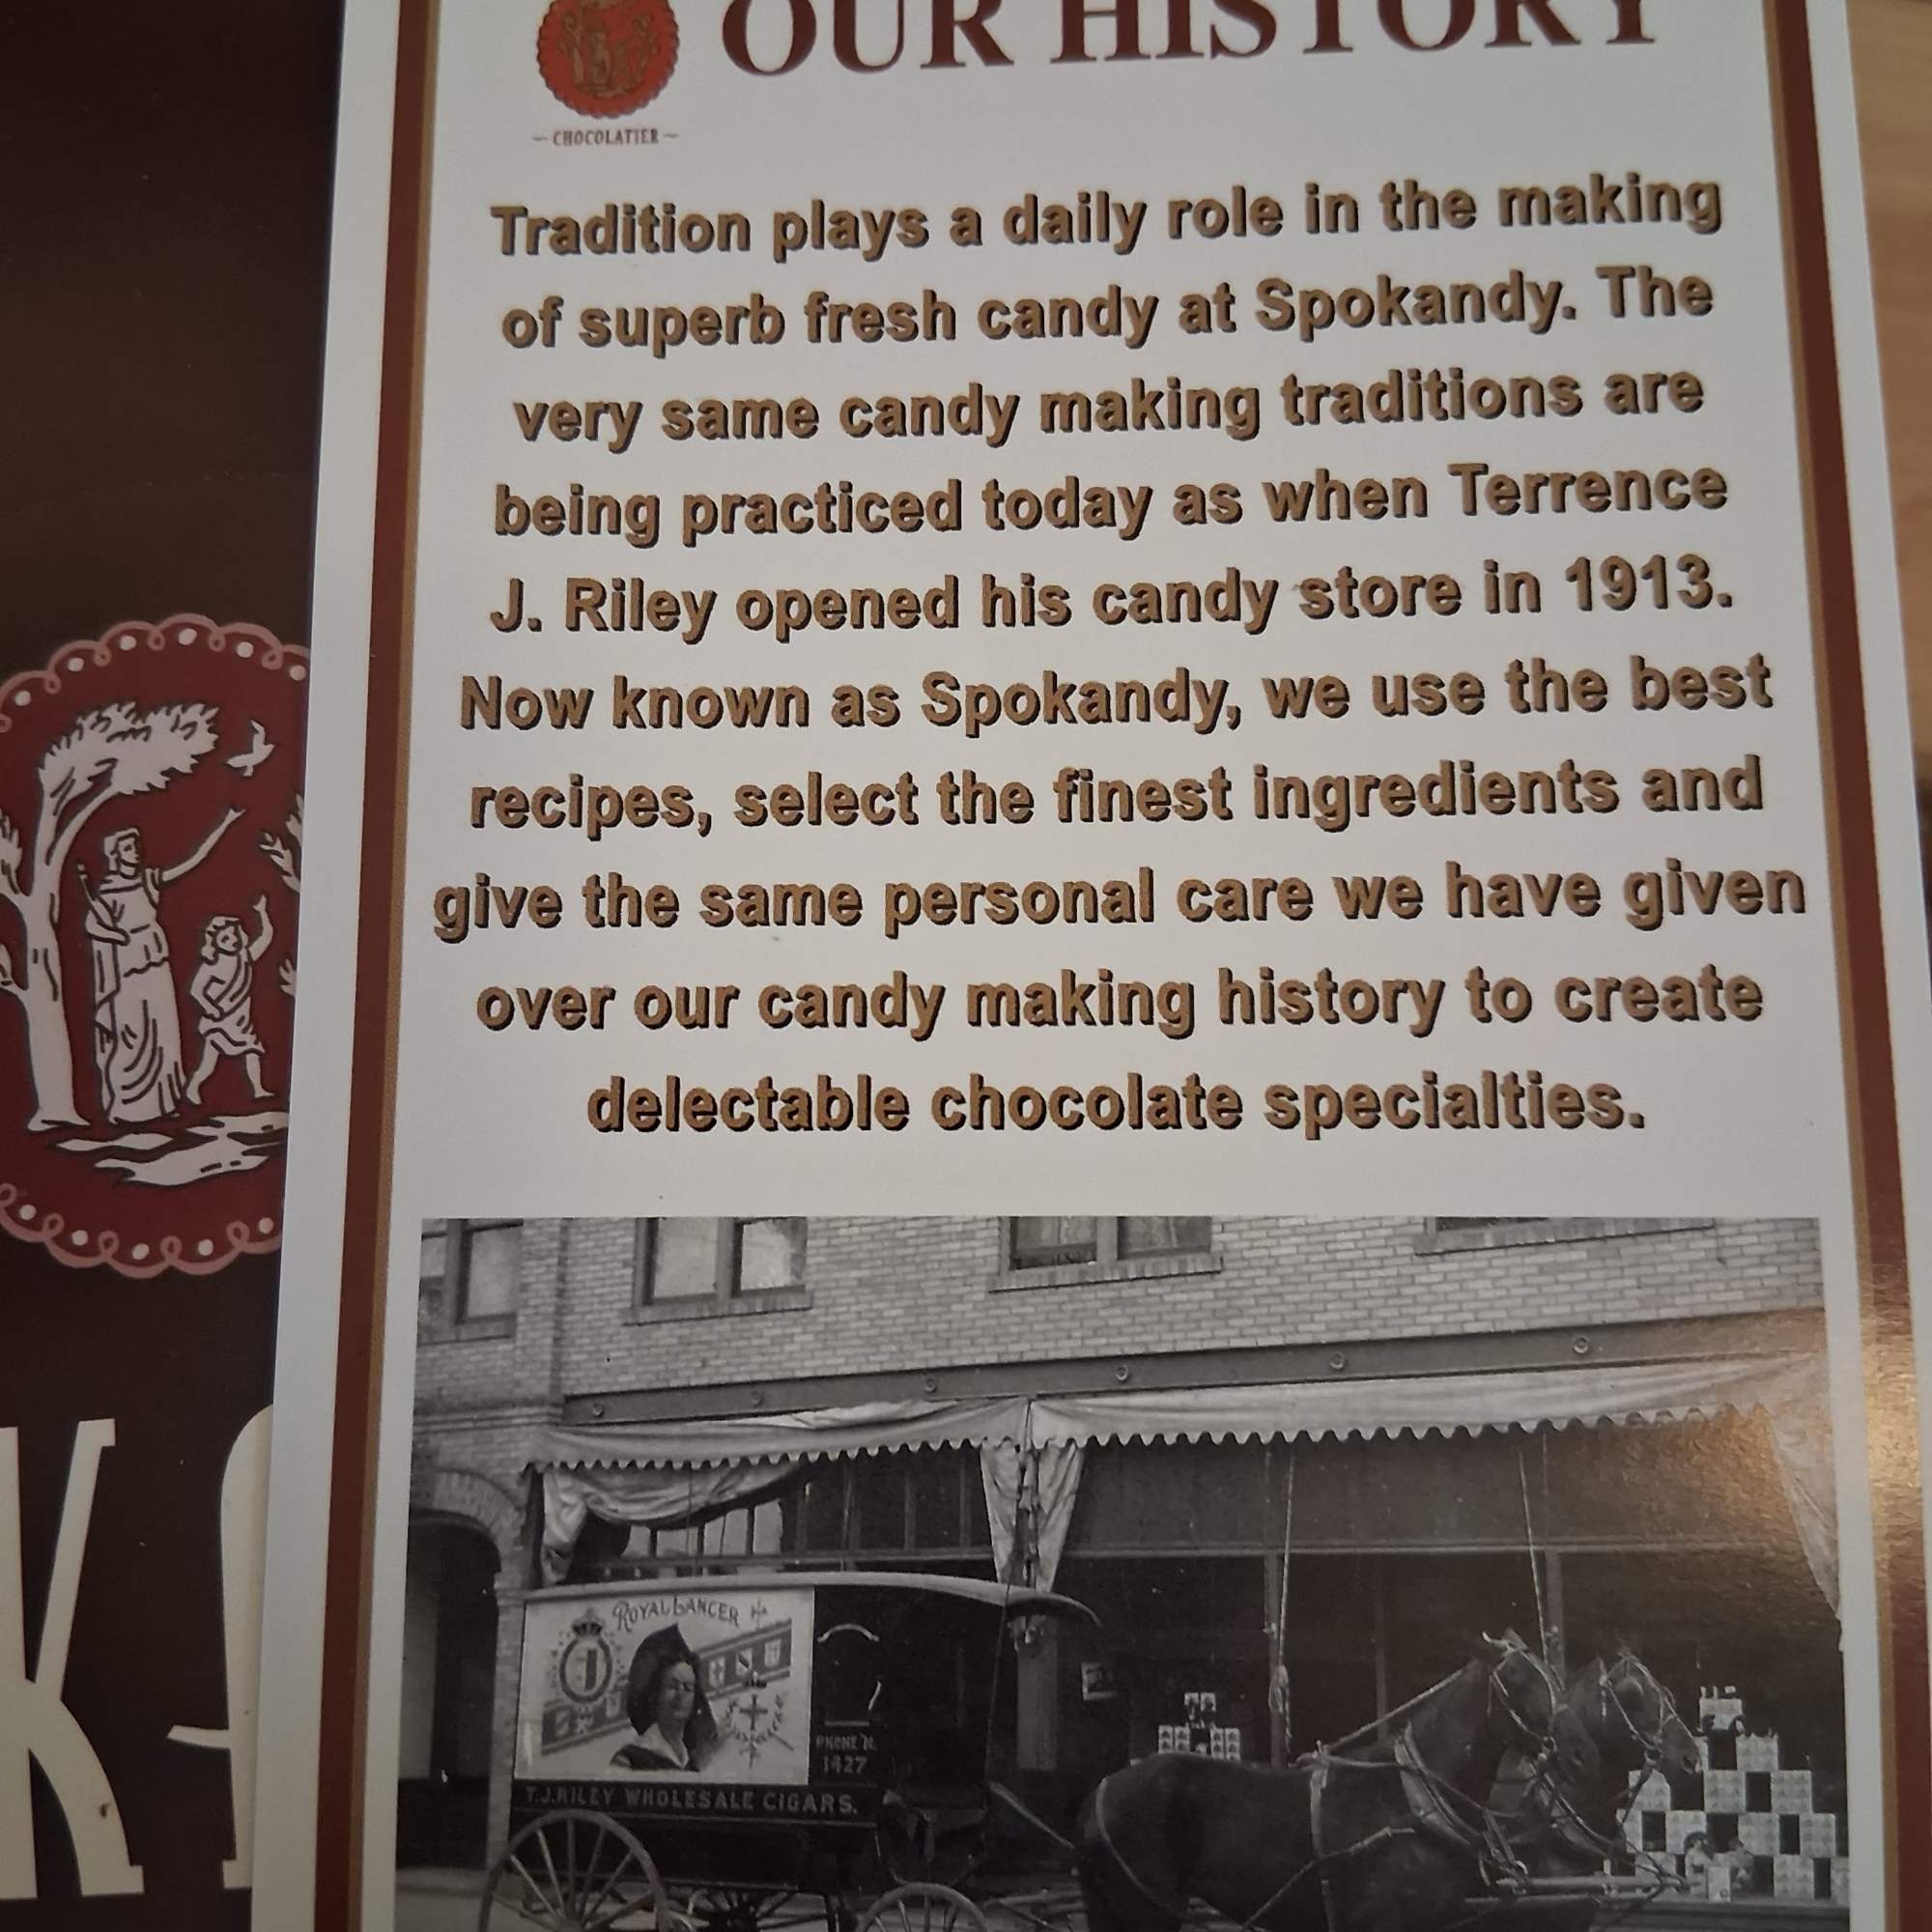 OUR HISTORY
— CHOCOLATIER —
Tradition plays a daily role in the making
of superb fresh candy at Spokandy. The
very same candy making traditions are
being practiced today as when Terrence
J. Riley opened his candy store in 1913.
Now known as Spokandy, we use the best
recipes, select the finest ingredients and
give the same personal care we have given
over our candy making history to create
delectable chocolate specialties.
ROYAL LANCER
PHONE N.
1427
T.J.RILEY WHOLESALE CIGARS.
K